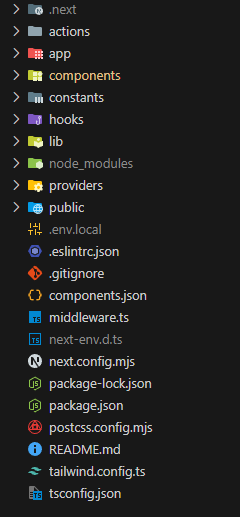 .next
actions
app
components
constants
hooks
lib
node_modules
providers
public
.env.local
.eslintrc.json
.gitignore
components.json
middleware.ts
next-env.d.ts
next.config.mjs
package-lock.json
package.json
postcss.config.mjs
README.md
tailwind.config.ts
tsconfig.json